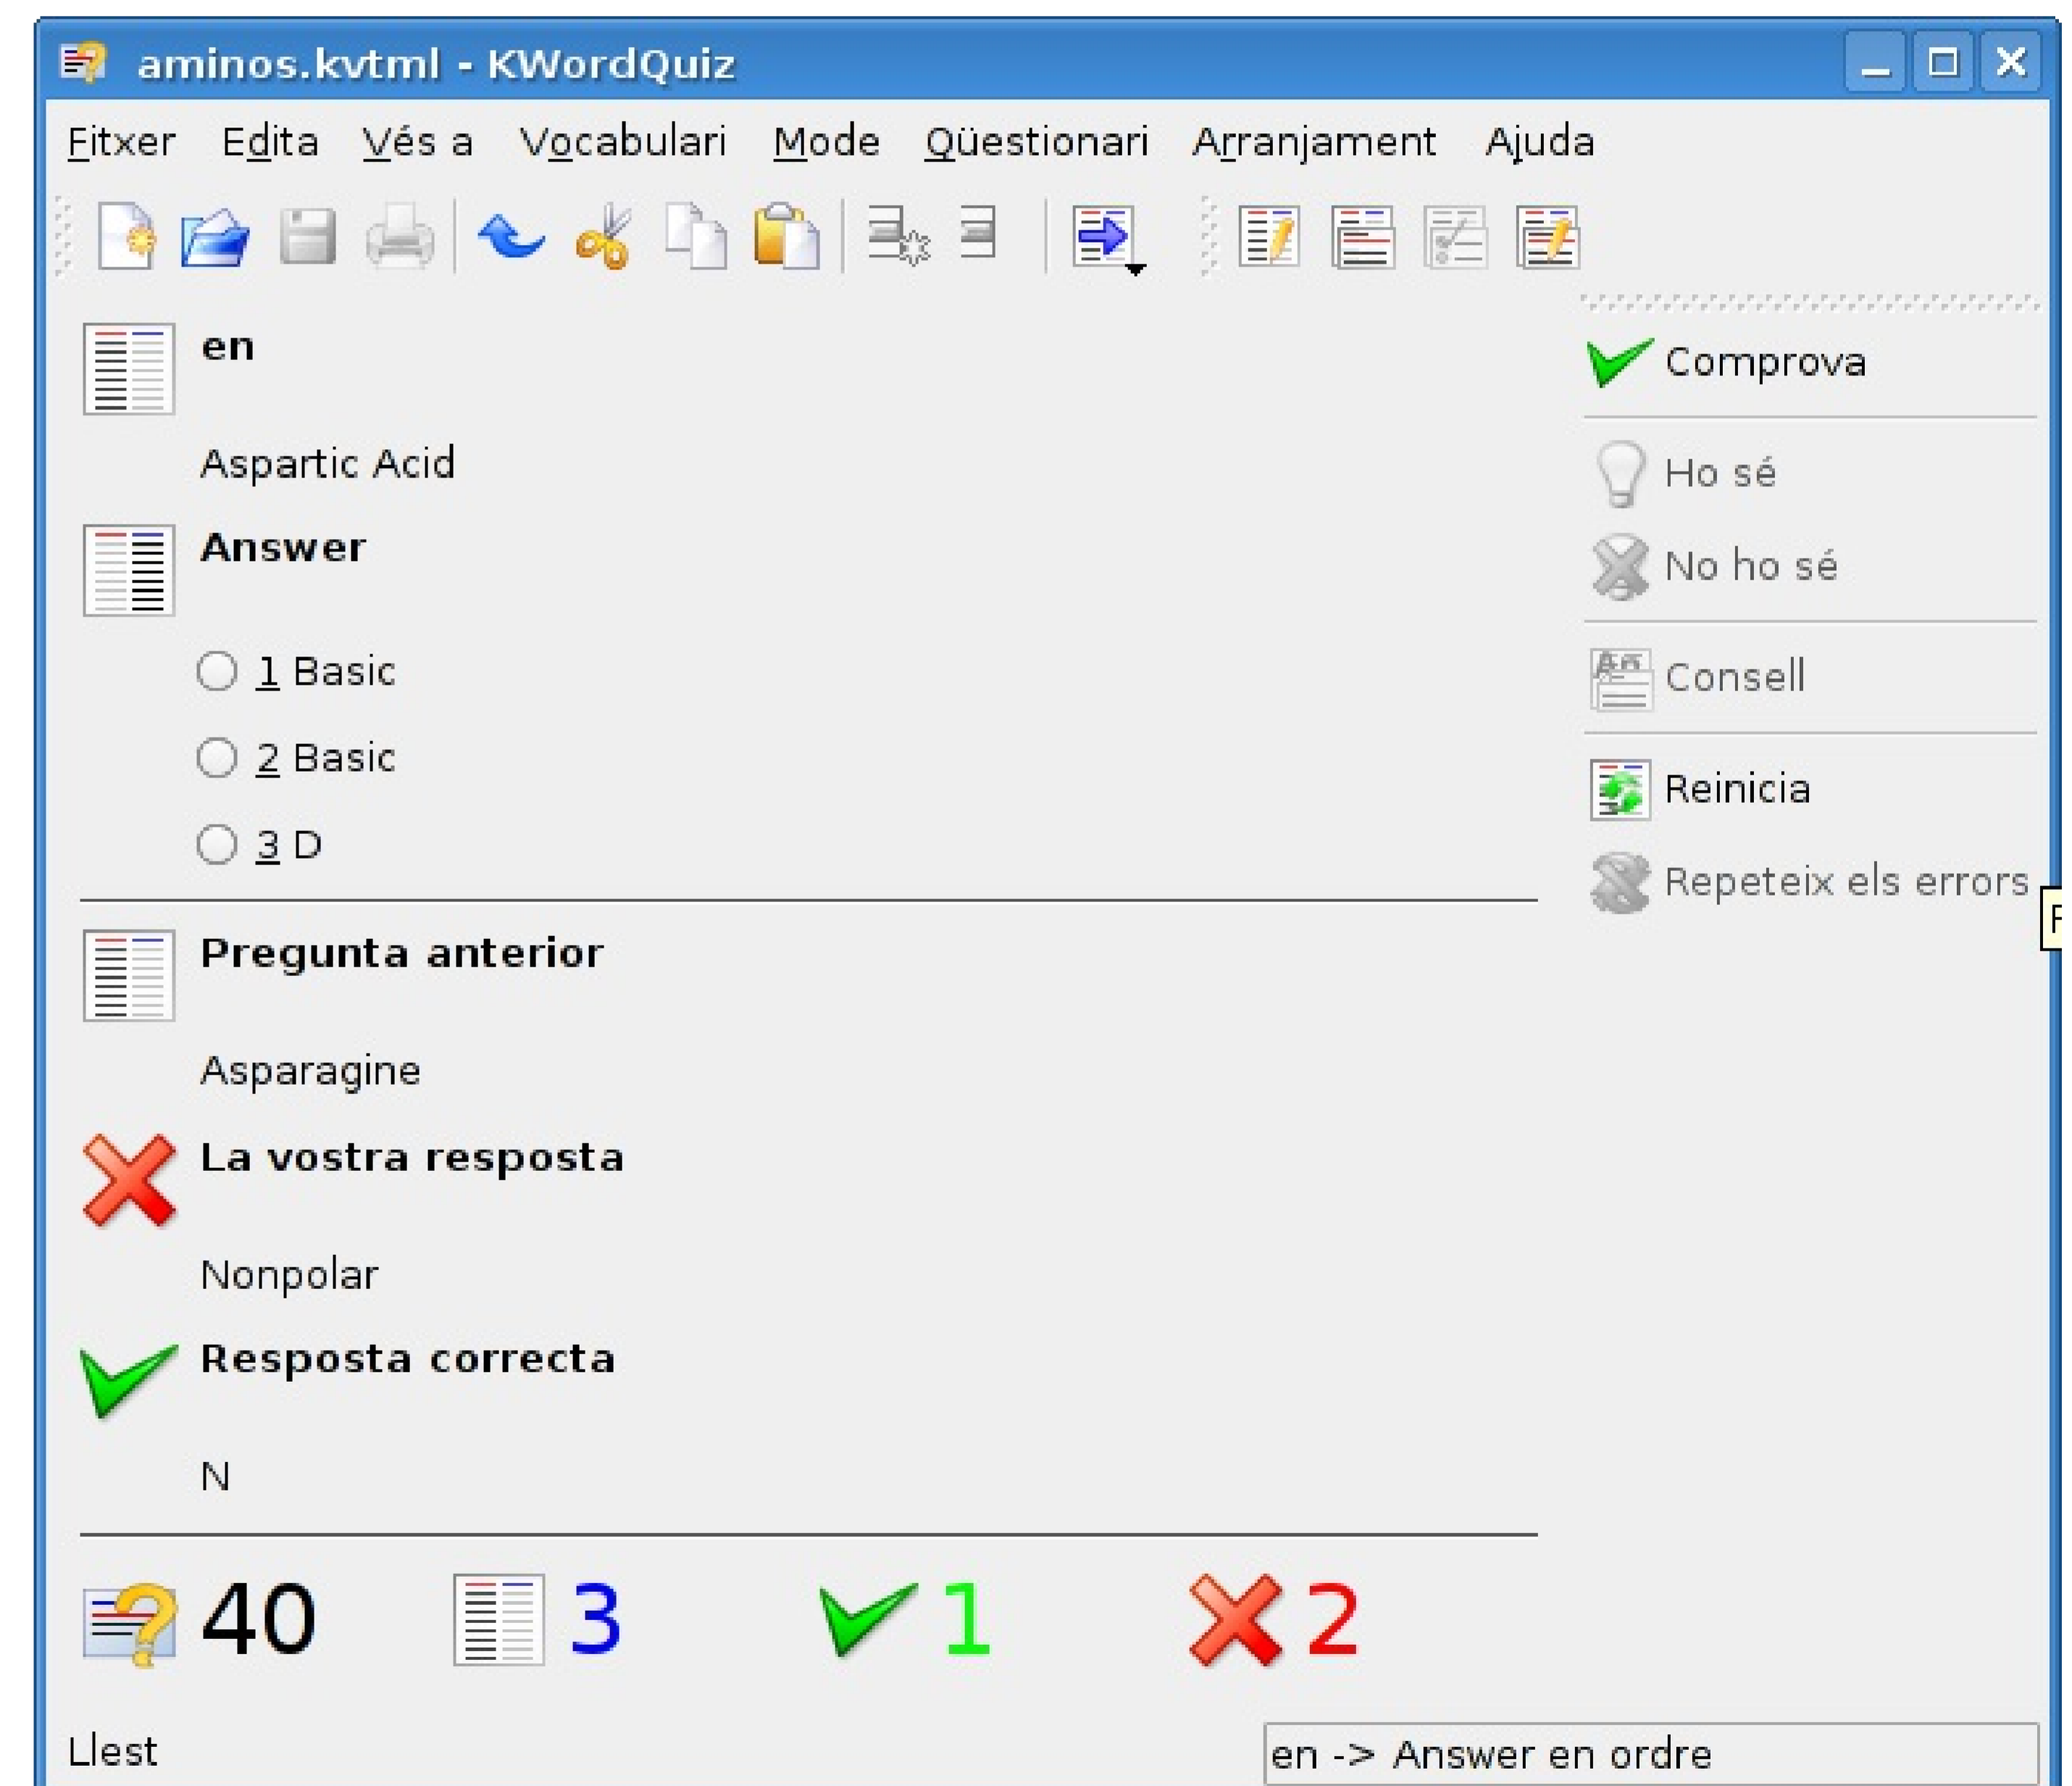 aminos.kvtml - KWordQuiz
Fitxer Edita Vés a Vocabulari Mode Qüestionari Arranjament Ajuda
en
Aspartic Acid
Answer
1 Basic
2 Basic
3 D
Pregunta anterior
Asparagine
La vostra resposta
Nonpolar
Resposta correcta
N
40 3 1 2
Comprova
Ho sé
No ho sé
Consell
Reinicia
Repeteix els errors
Llest
en -> Answer en ordre